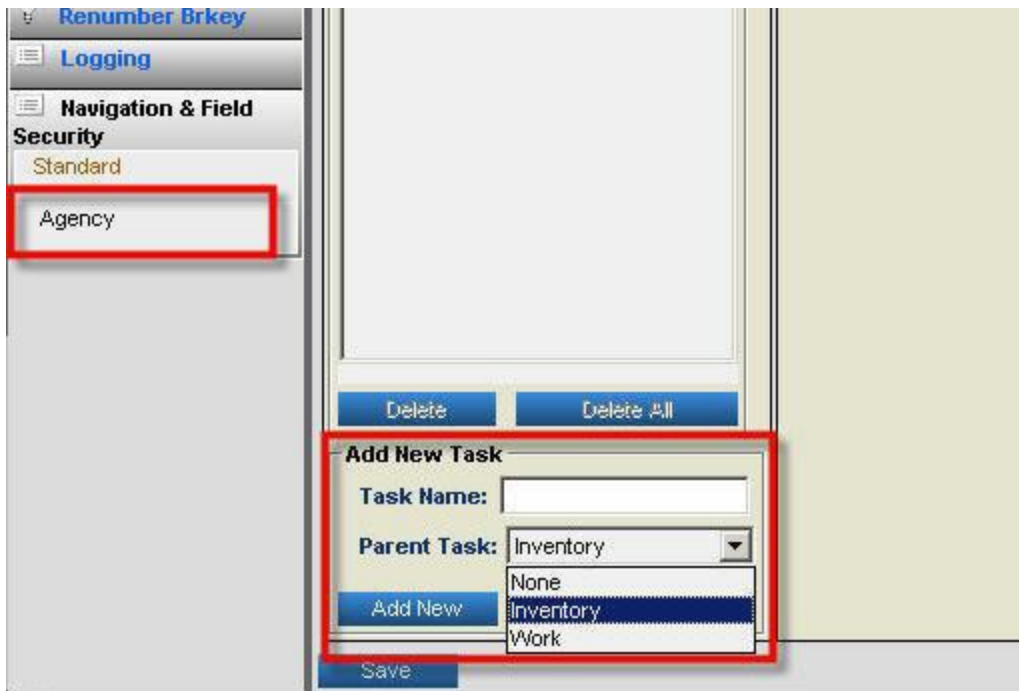 Renumber Brkey
Logging
Navigation & Field
Security
Standard
Agency
Delete
Delete All
Add New Task
Task Name:
Parent Task: Inventory
None
Inventory
Work
Add New
Save